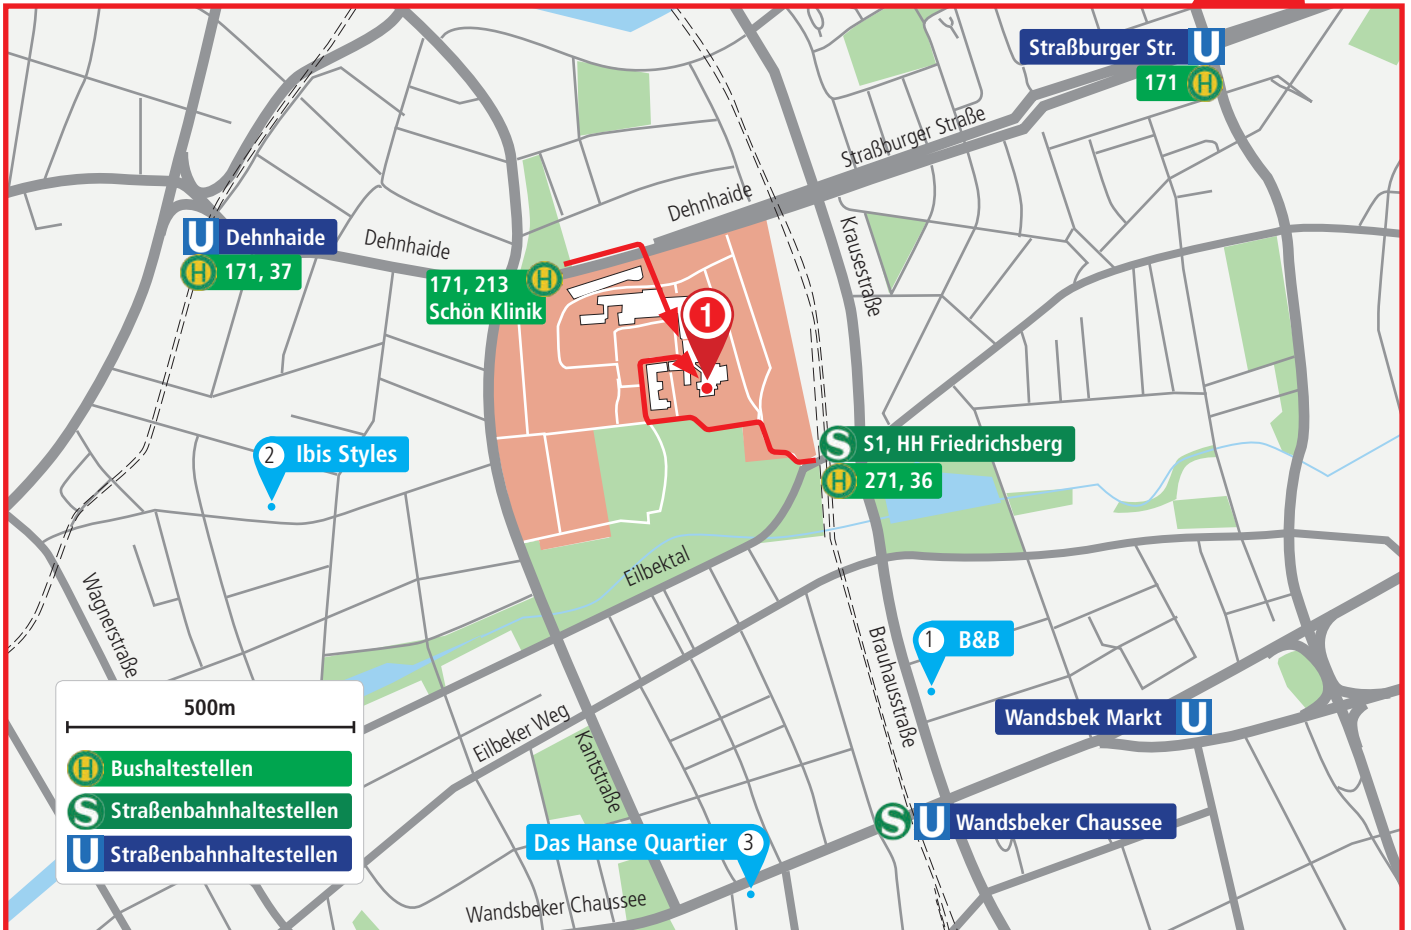 Straßburger Str. U
171 H
Straßburger Straße
Dehnhaide
U Dehnhaide
H 171, 37
Dehnhaide
171, 213 H
Schön Klinik
Krausestraße
1
S S1, HH Friedrichsberg
H 271, 36
2 Ibis Styles
Eilbektal
Wagnerstraße
Brauhausstraße
1 B&B
Wandsbek Markt U
500m
H Bushaltestellen
S Straßenbahnhaltestellen
U Straßenbahnhaltestellen
Eilbeker Weg
Kantstraße
S U Wandsbeker Chaussee
Das Hanse Quartier 3
Wandsbeker Chaussee